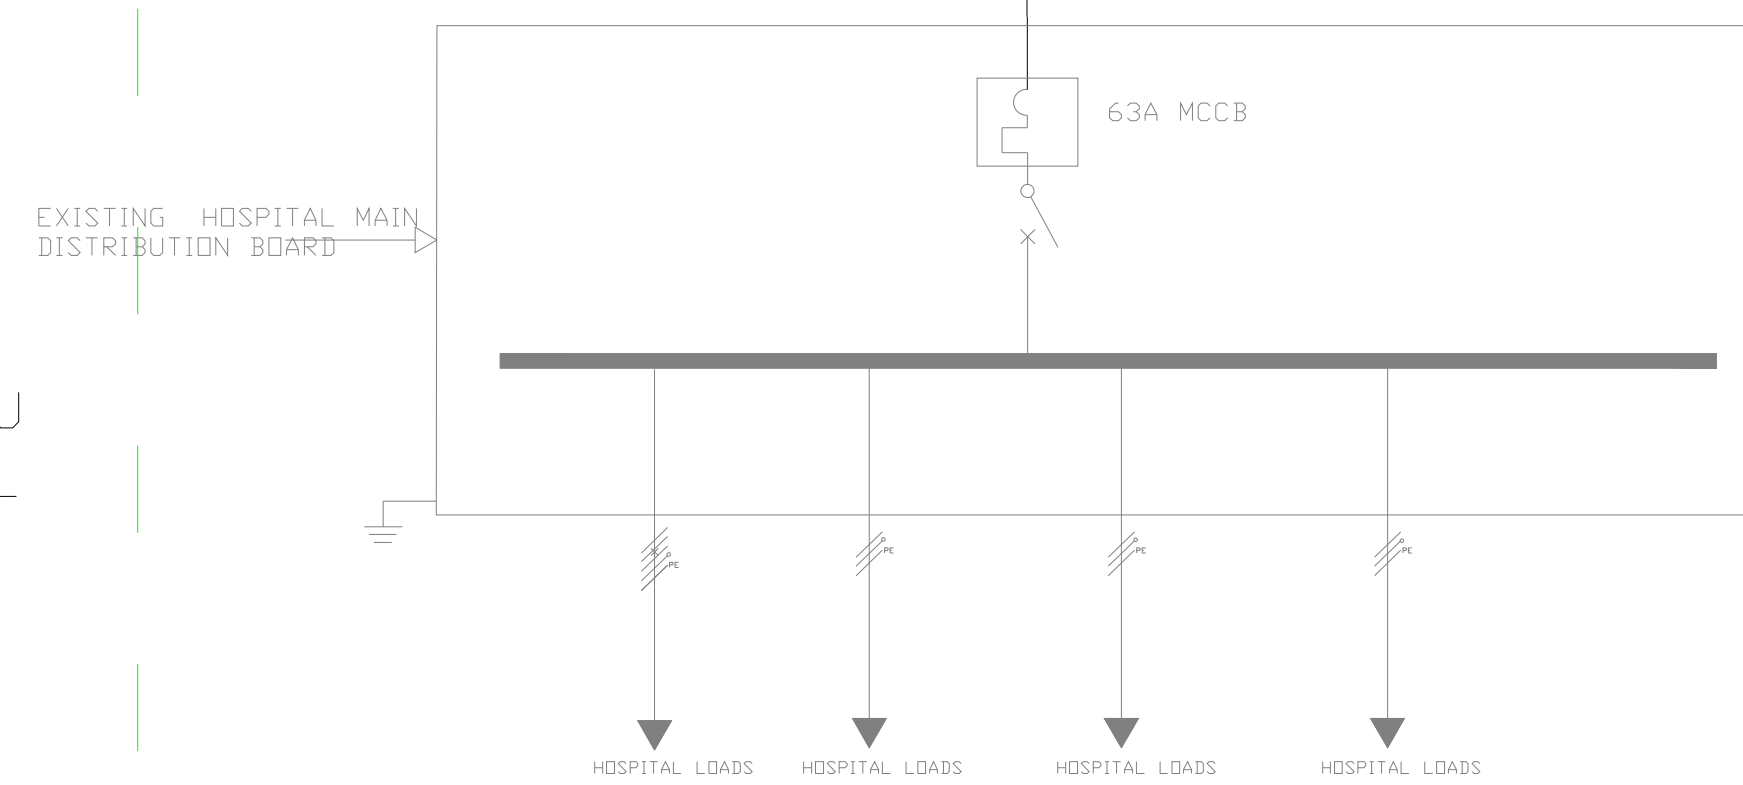 63A MCCB
EXISTING HOSPITAL MAIN
DISTRIBUTION BOARD
PE
PE
PE
PE
HOSPITAL LOADS
HOSPITAL LOADS
HOSPITAL LOADS
HOSPITAL LOADS